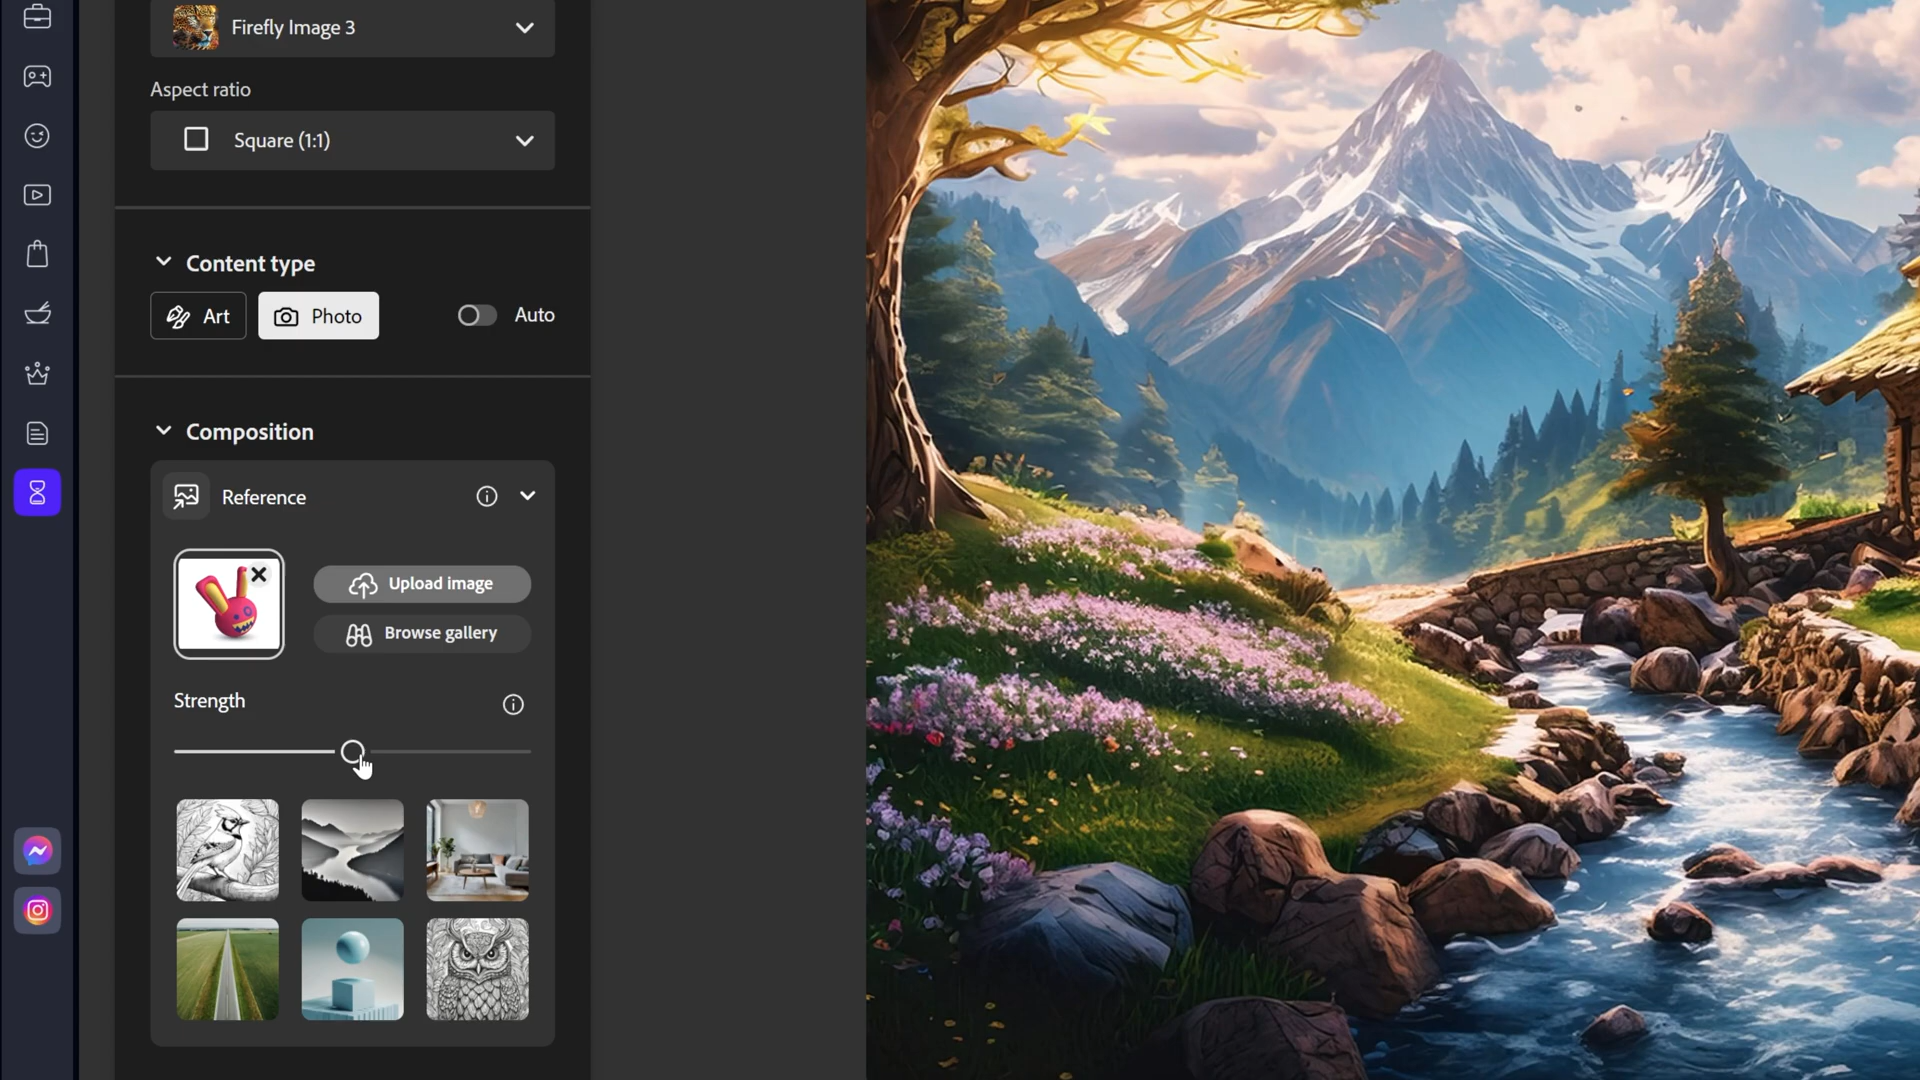 Firefly Image 3
Aspect ratio
Square (1:1)
Content type
Art
Photo
Auto
Composition
Reference
Upload image
Browse gallery
Strength